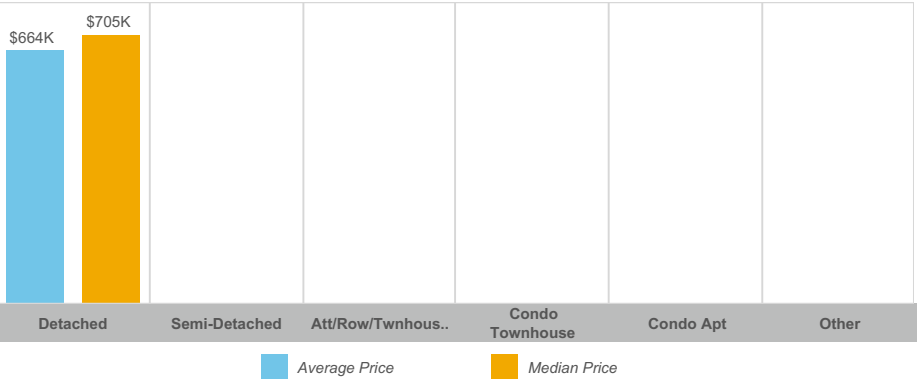 $705K
$664K
Detached
Semi-Detached
Att/Row/Twnhous..
Condo
Townhouse
Condo Apt
Other
Average Price
Median Price